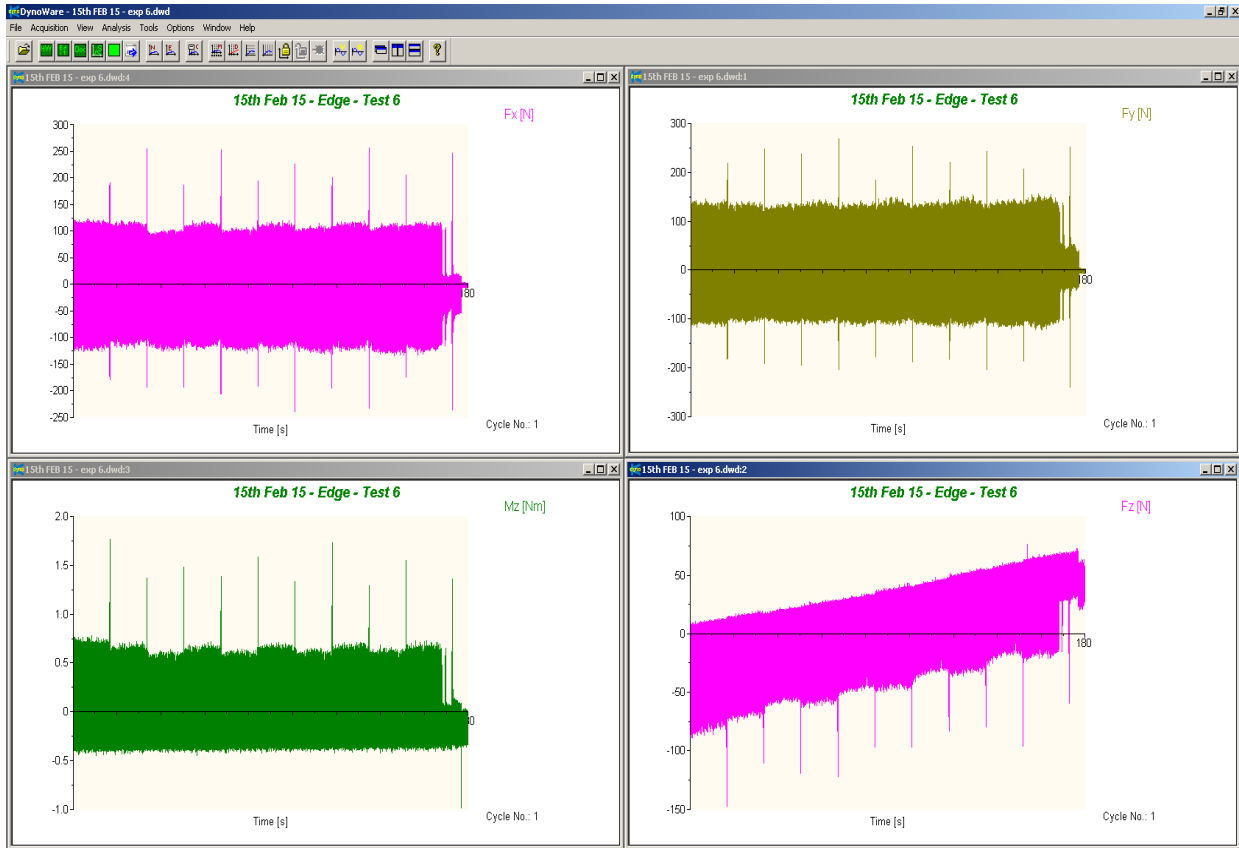 DynoWare - 15th FEB 15 - exp 6.dwd
File Acquisition View Analysis Tools Options Window Help
15th FEB 15 - exp 6.dwd:4
15th Feb 15 - Edge - Test 6
Fx [N]
300
250
200
150
100
50
0
-50
-100
-150
-200
-250
180
Time [s]
Cycle No.: 1
15th FEB 15 - exp 6.dwd:1
15th Feb 15 - Edge - Test 6
Fy [N]
300
200
100
0
-100
-200
-300
180
Time [s]
Cycle No.: 1
15th FEB 15 - exp 6.dwd:3
15th Feb 15 - Edge - Test 6
Mz [Nm]
2.0
1.5
1.0
0.5
0
-0.5
-1.0
Time [s]
Cycle No.: 1
15th FEB 15 - exp 6.dwd:2
15th Feb 15 - Edge - Test 6
Fz [N]
100
50
0
-50
-100
-150
180
Time [s]
Cycle No.: 1